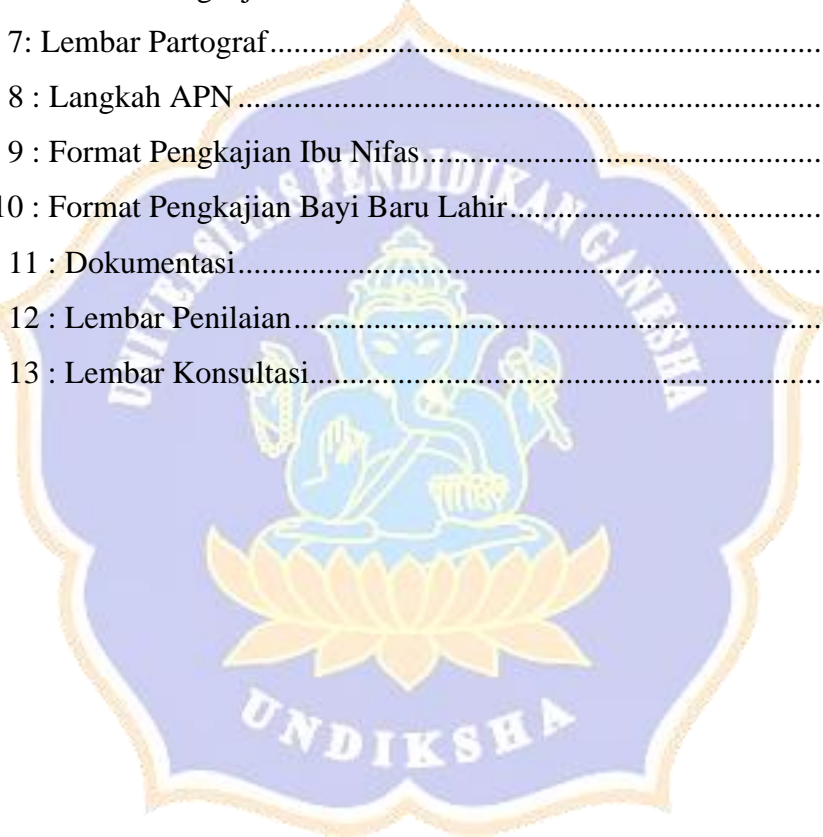 7: Lembar Partograf..........................................................................
8 : Langkah APN..............................................................................
9 : Format Pengkajian Ibu Nifas.......................................................
10 : Format Pengkajian Bayi Baru Lahir..........................................
11 : Dokumentasi..............................................................................
12 : Lembar Penilaian.......................................................................
13 : Lembar Konsultasi.....................................................................
UNIVERSITAS PENDIDIKAN GANESHA
UNDIKSHA